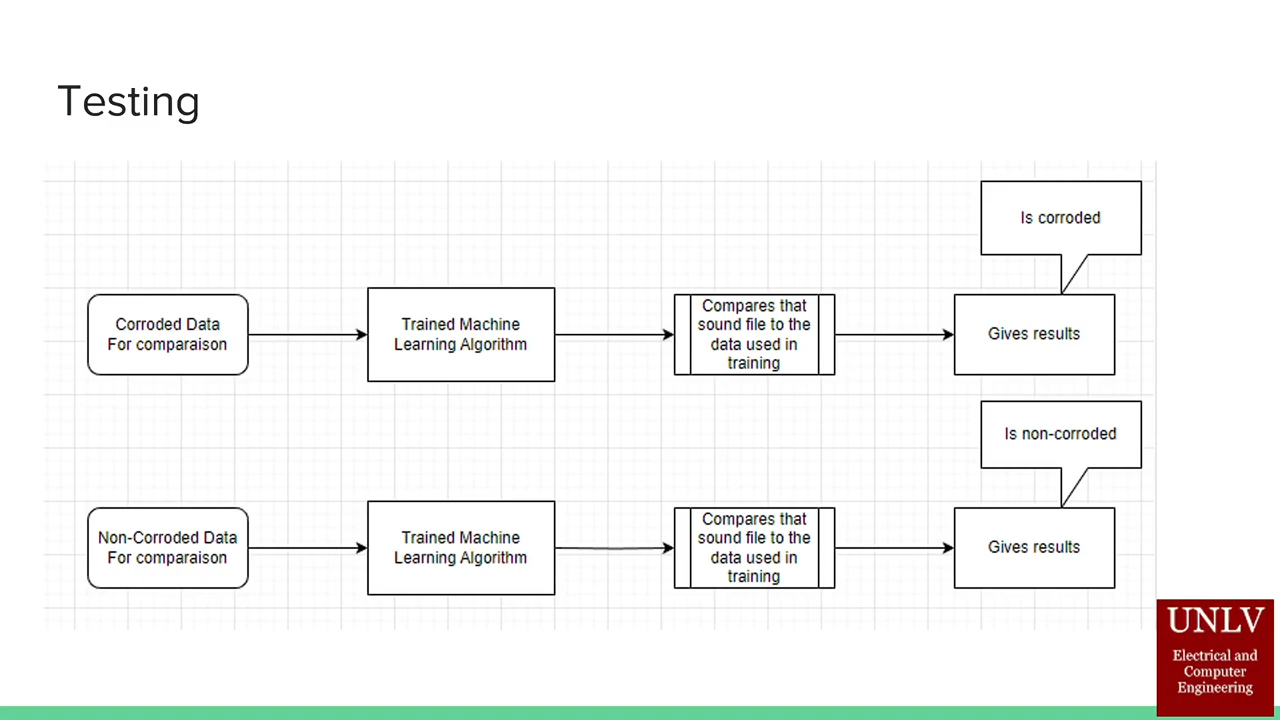 Testing
Is corroded
Corroded Data
For comparaison
Trained Machine
Learning Algorithm
Compares that
sound file to the
data used in
training
Gives results
Is non-corroded
Non-Corroded Data
For comparaison
Trained Machine
Learning Algorithm
Compares that
sound file to the
data used in
training
Gives results
UNLV
Electrical and
Computer
Engineering